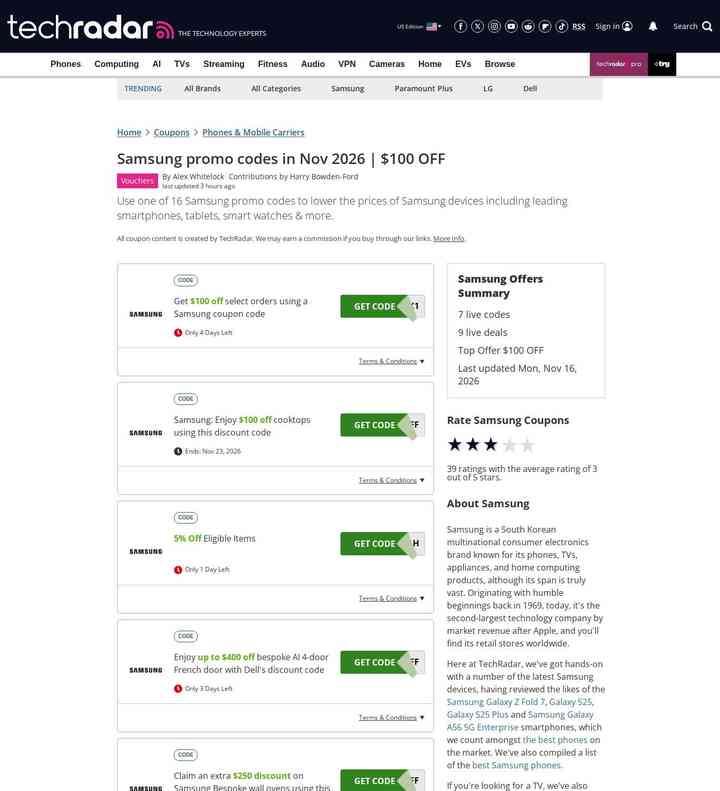 techradar THE TECHNOLOGY EXPERTS
US Edition
RSS
Sign in
Search
Phones Computing AI TVs Streaming Fitness Audio VPN Cameras Home EVs Browse
techradar pro
TRENDING All Brands All Categories Samsung Paramount Plus LG Dell
Home > Coupons > Phones & Mobile Carriers
Samsung promo codes in Nov 2026 | $100 OFF
Vouchers
By Alex Whitelock Contributions by Harry Bowden-Ford
last updated 3 hours ago
Use one of 16 Samsung promo codes to lower the prices of Samsung devices including leading
smartphones, tablets, smart watches & more.
All coupon content is created by TechRadar. We may earn a commission if you buy through our links. More Info.
CODE
SAMSUNG
Get $100 off select orders using a
Samsung coupon code
Only 4 Days Left
GET CODE
Terms & Conditions ▼
CODE
SAMSUNG
Samsung: Enjoy $100 off cooktops
using this discount code
Ends: Nov 23, 2026
GET CODE FF
Terms & Conditions ▼
CODE
SAMSUNG
5% Off Eligible Items
Only 1 Day Left
GET CODE H
Terms & Conditions ▼
CODE
SAMSUNG
Enjoy up to $400 off bespoke AI 4-door
French door with Dell's discount code
Only 3 Days Left
GET CODE FF
Terms & Conditions ▼
CODE
SAMSUNG
Claim an extra $250 discount on
Samsung Bespoke wall ovens using this
GET CODE FF
Samsung Offers
Summary
7 live codes
9 live deals
Top Offer $100 OFF
Last updated Mon, Nov 16,
2026
Rate Samsung Coupons
39 ratings with the average rating of 3
out of 5 stars.
About Samsung
Samsung is a South Korean
multinational consumer electronics
brand known for its phones, TVs,
appliances, and home computing
products, although its span is truly
vast. Originating with humble
beginnings back in 1969, today, it's the
second-largest technology company by
market revenue after Apple, and you'll
find its retail stores worldwide.
Here at TechRadar, we've got hands-on
with a number of the latest Samsung
devices, having reviewed the likes of the
Samsung Galaxy Z Fold 7, Galaxy S25,
Galaxy S25 Plus and Samsung Galaxy
A56 5G Enterprise smartphones, which
we count amongst the best phones on
the market. We've also compiled a list
of the best Samsung phones.
If you're looking for a TV, we've also